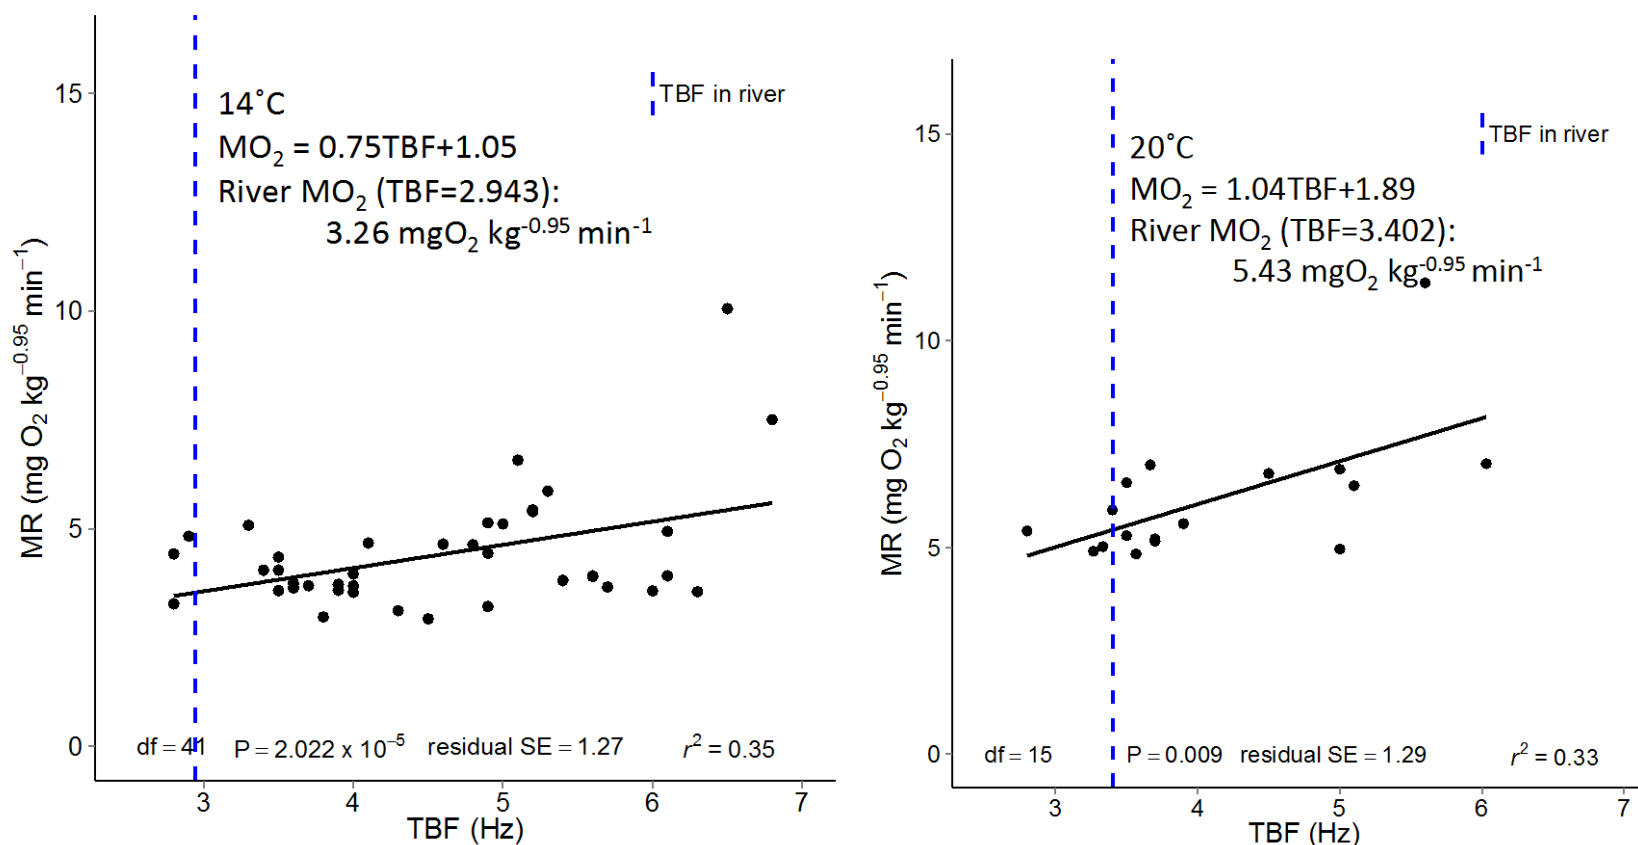 15
10
5
0
MR (mg O₂ kg⁻⁰·⁹⁵ min⁻¹)
14˚C
MO₂ = 0.75TBF+1.05
River MO₂ (TBF=2.943):
3.26 mgO₂ kg⁻⁰·⁹⁵ min⁻¹
TBF in river
df = 41 P = 2.022 x 10⁻⁵ residual SE = 1.27 r² = 0.35
3 4 5 6 7
TBF (Hz)
15
10
5
0
MR (mg O₂ kg⁻⁰·⁹⁵ min⁻¹)
20˚C
MO₂ = 1.04TBF+1.89
River MO₂ (TBF=3.402):
5.43 mgO₂ kg⁻⁰·⁹⁵ min⁻¹
TBF in river
df = 15 P = 0.009 residual SE = 1.29 r² = 0.33
3 4 5 6 7
TBF (Hz)